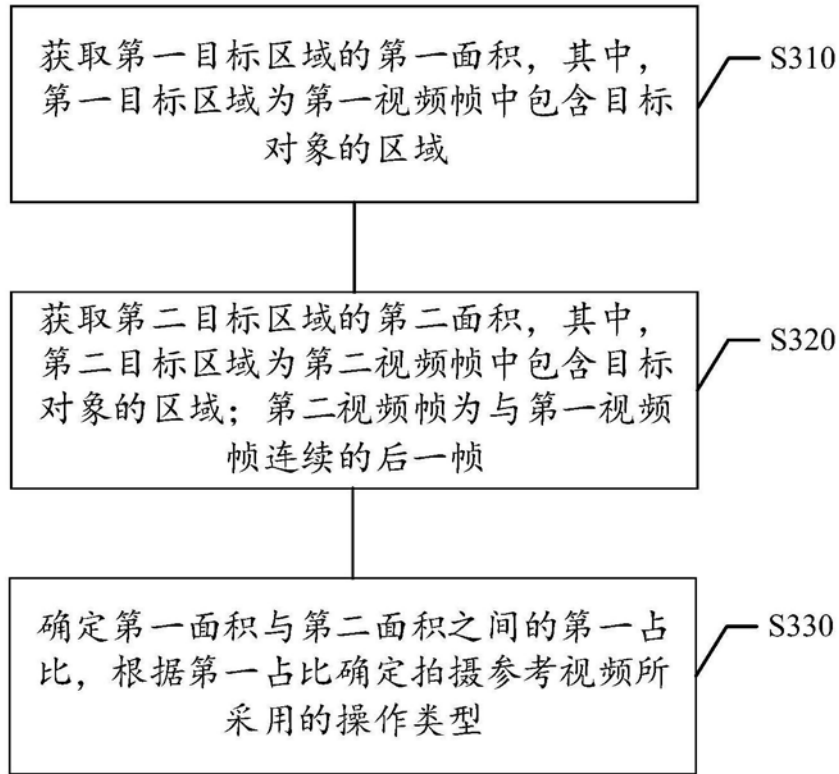 获取第一目标区域的第一面积，其中，
第一目标区域为第一视频帧中包含目标
对象的区域
S310
获取第二目标区域的第二面积，其中，
第二目标区域为第二视频帧中包含目标
对象的区域；第二视频帧为与第一视频
帧连续的后一帧
S320
确定第一面积与第二面积之间的第一占
比，根据第一占比确定拍摄参考视频所
采用的操作类型
S330